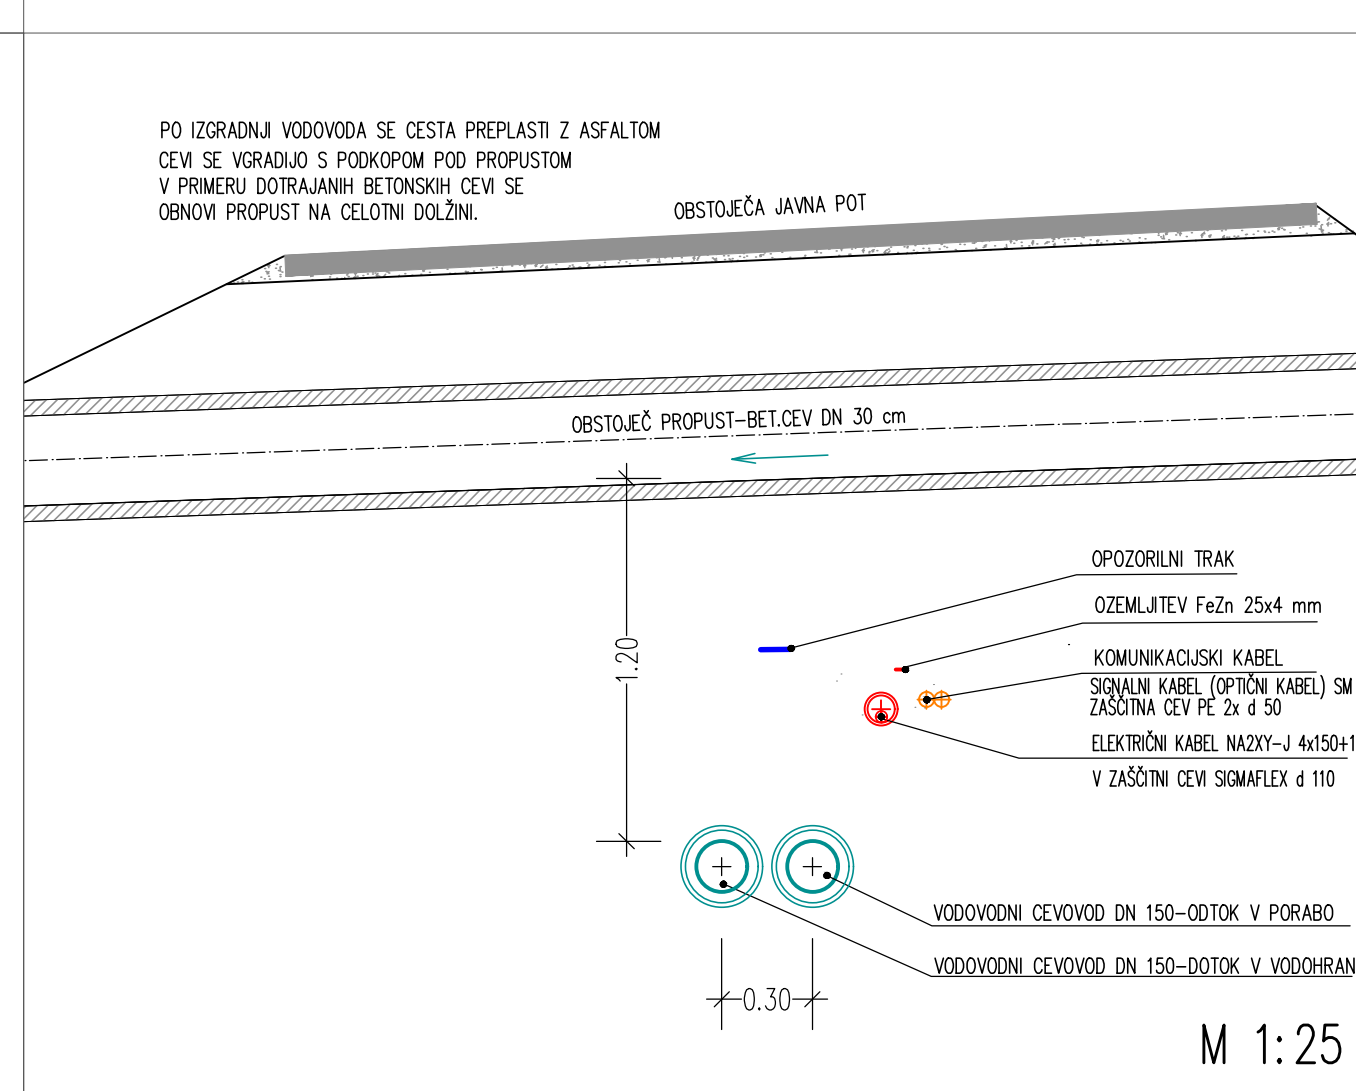 PO IZGRADNJI VODOVODA SE CESTA PREPLASTI Z ASFALTOM
CEVI SE VGRADIJO S PODKOPOM POD PROPUSTOM
V PRIMERU DOTRAJANIH BETONSKIH CEVI SE
OBNOVI PROPUST NA CELOTNI DOLŽINI.
OBSTOJEČA JAVNA POT
OBSTOJEČ PROPUST-BET.CEV DN 30 cm
OPOZORILNI TRAK
OZEMLJITEV FeZn 25x4 mm
1.20
KOMUNIKACIJSKI KABEL
SIGNALNI KABEL (OPTIČNI KABEL) SM
ZAŠČITNA CEV PE 2x d 50
ELEKTRIČNI KABEL NA2XY-J 4x150+1
V ZAŠČITNI CEVI SIGMAFLEX d 110
VODOVODNI CEVOVOD DN 150-ODTOK V PORABO
VODOVODNI CEVOVOD DN 150-DOTOK V VODOHRAN
0.30
M 1:25